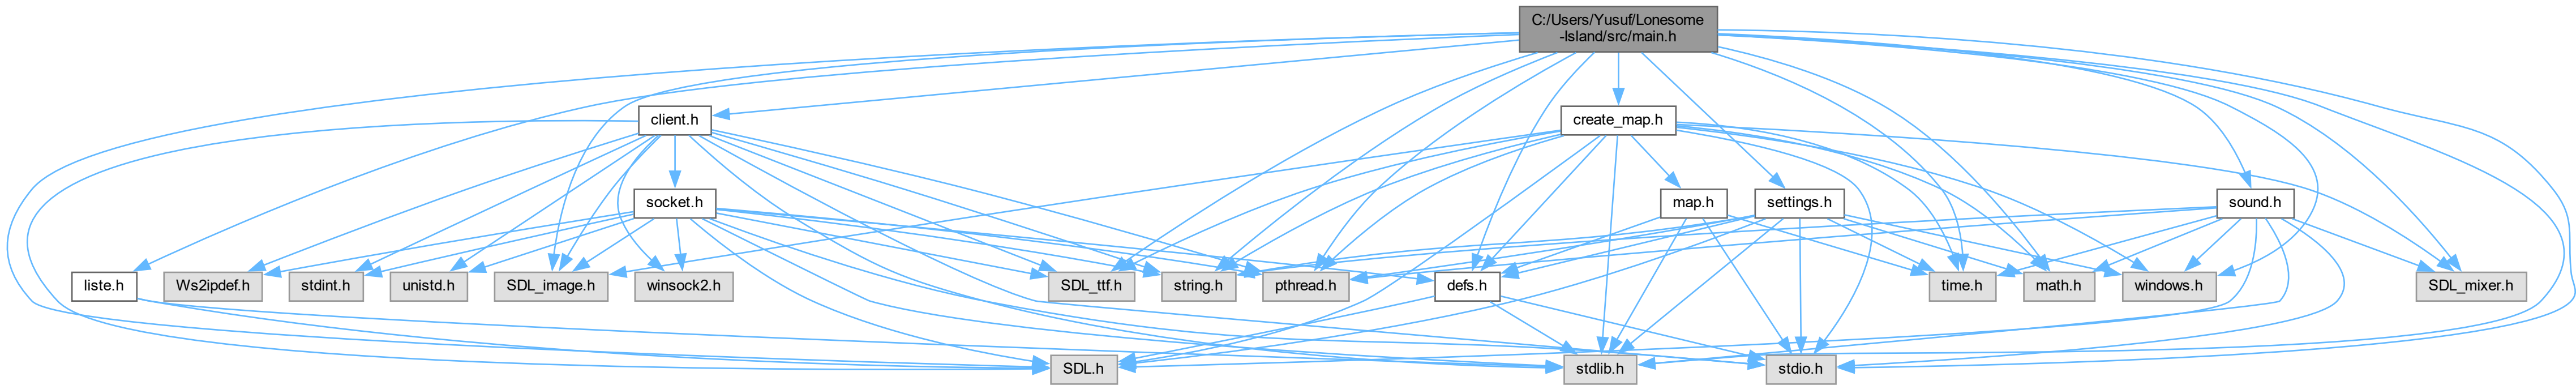 C:/Users/Yusuf/Lonesome
-Island/src/main.h
client.h
create_map.h
socket.h
map.h
settings.h
sound.h
liste.h
Ws2ipdef.h
stdint.h
unistd.h
SDL_image.h
winsock2.h
SDL_ttf.h
string.h
pthread.h
defs.h
time.h
math.h
windows.h
SDL_mixer.h
SDL.h
stdlib.h
stdio.h